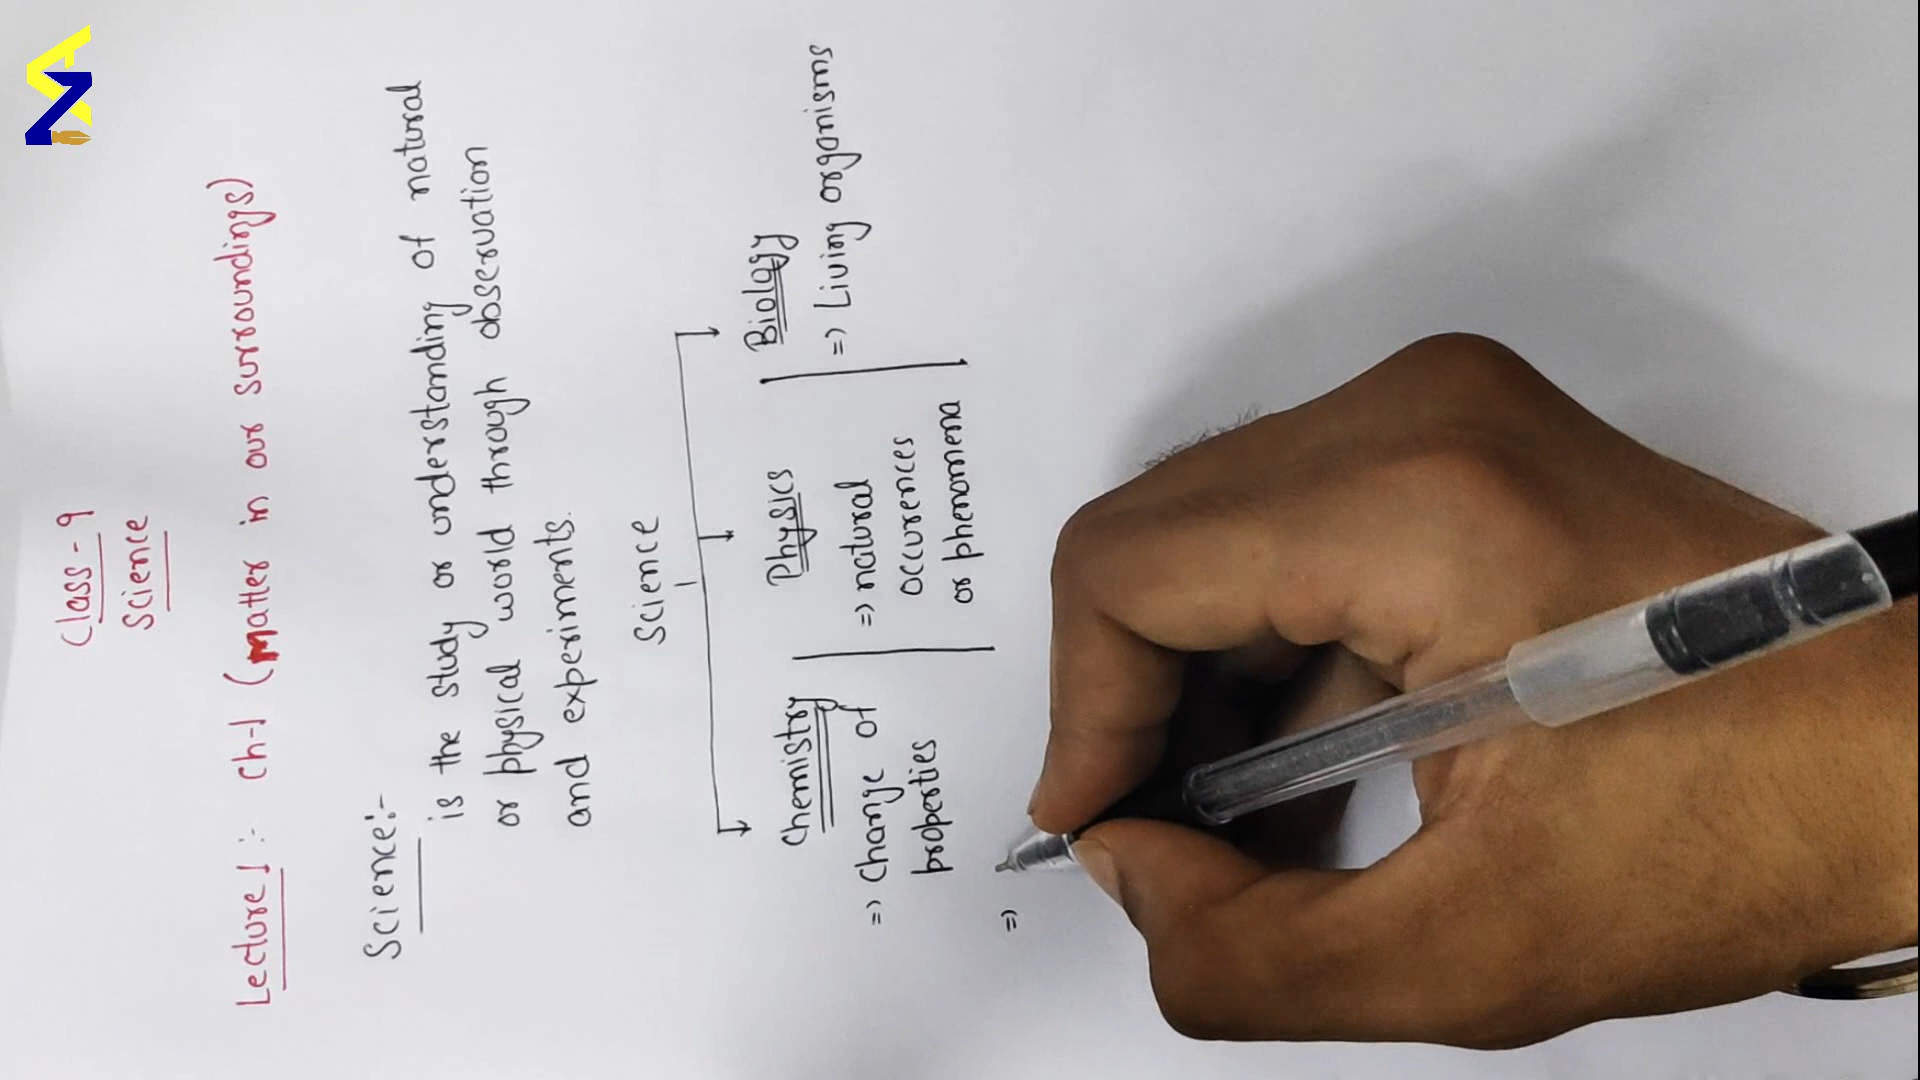 Class - 9
Science
Lecture 1 :- Ch-1 (Matter in our surroundings)
Science:-
is the study or understanding of natural
or physical world through observation
and experiments.
Science
Chemistry
=> Change of
properties
Physics
=> natural
occurences
or phenomena
Biology
=> Living organisms
=>